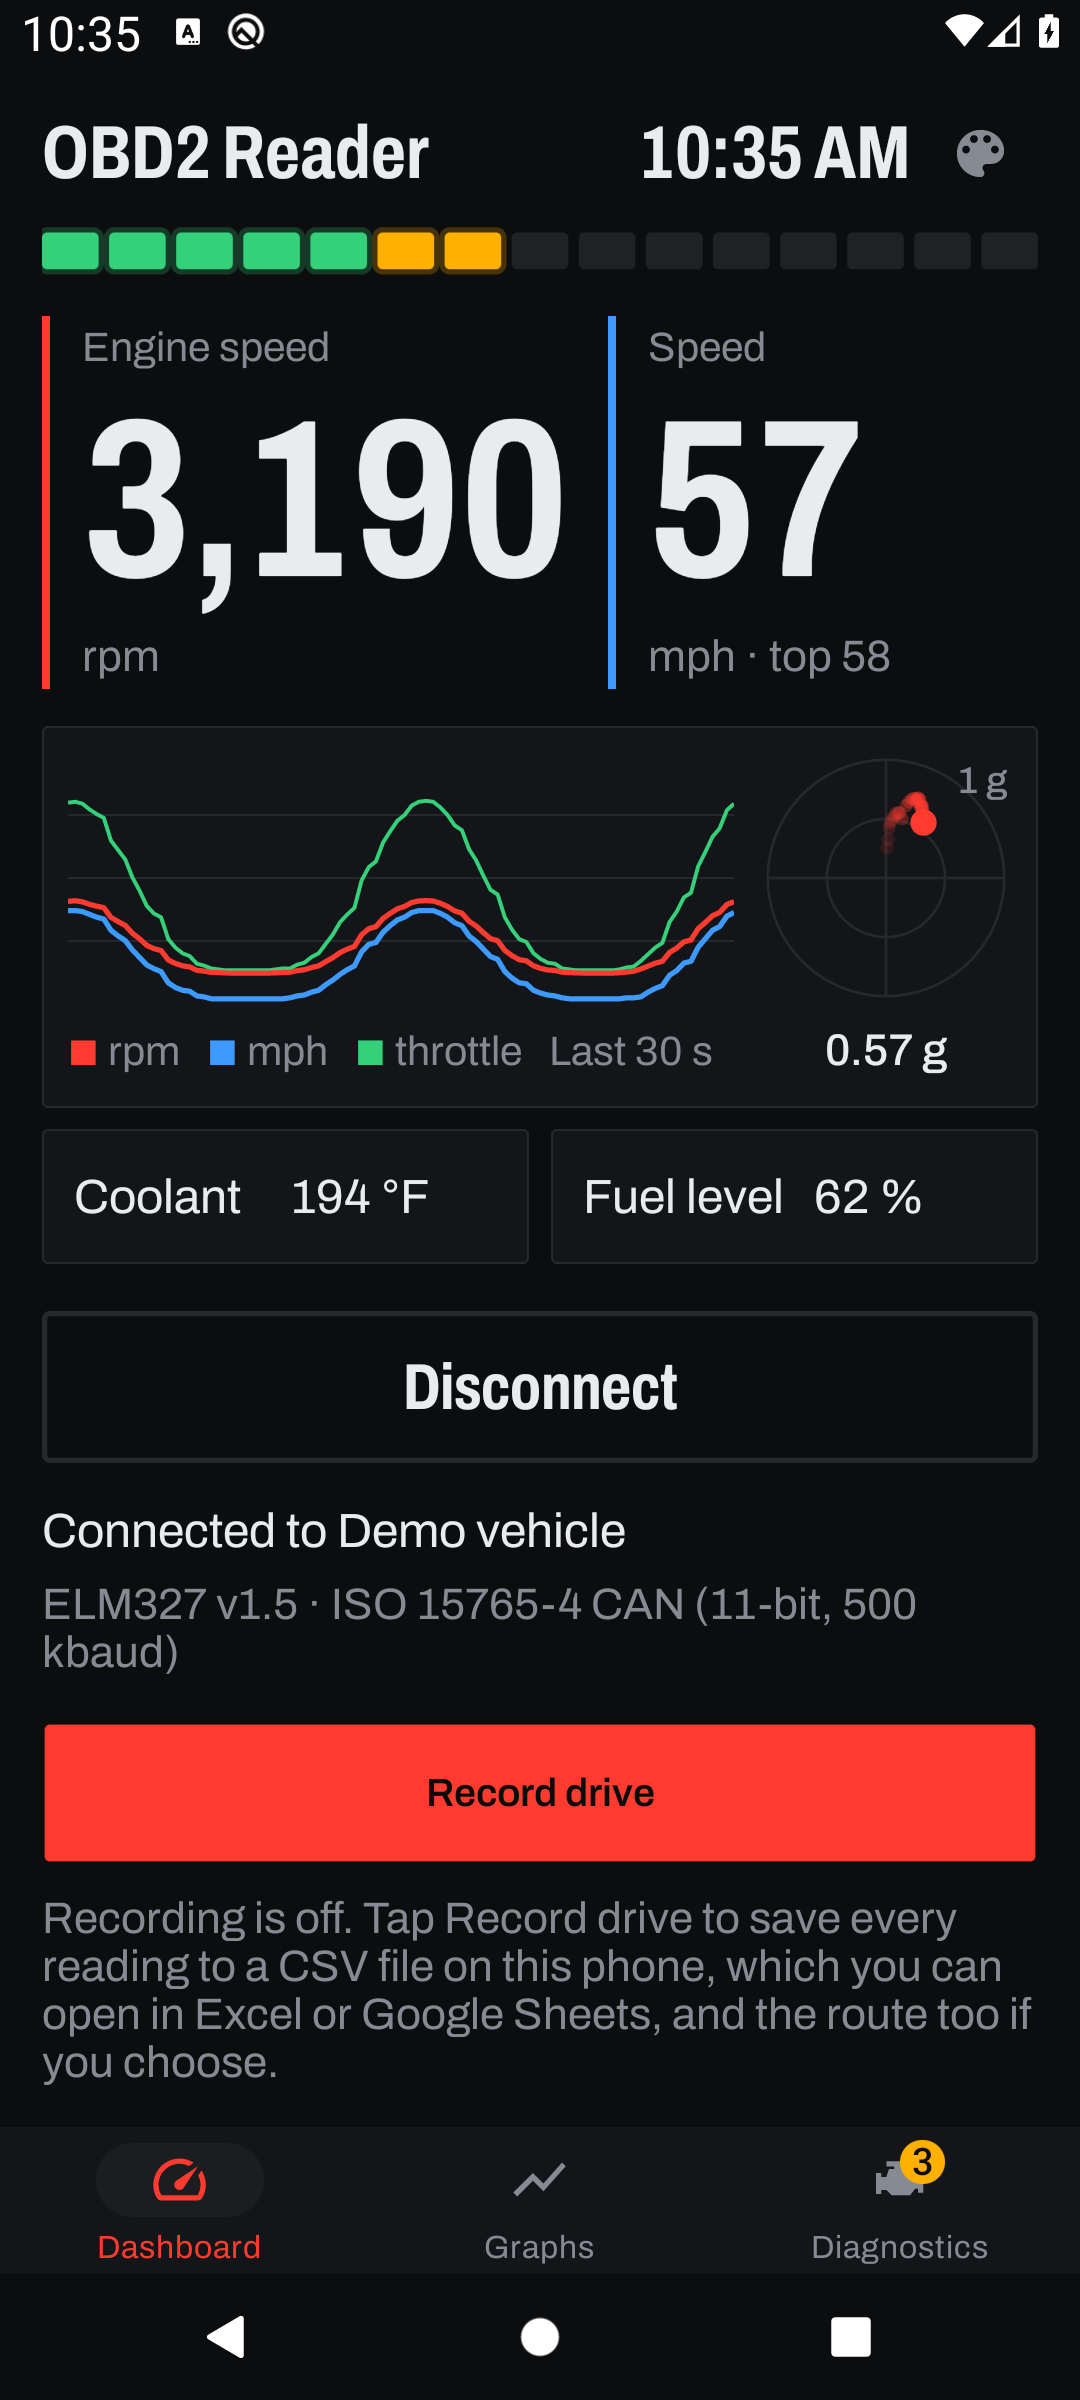 10:35
OBD2 Reader 10:35 AM
Engine speed Speed
3,190 57
rpm mph · top 58
1 g
rpm mph throttle Last 30 s 0.57 g
Coolant 194 °F Fuel level 62 %
Disconnect
Connected to Demo vehicle
ELM327 v1.5 · ISO 15765-4 CAN (11-bit, 500
kbaud)
Record drive
Recording is off. Tap Record drive to save every
reading to a CSV file on this phone, which you can
open in Excel or Google Sheets, and the route too if
you choose.
3
Dashboard Graphs Diagnostics